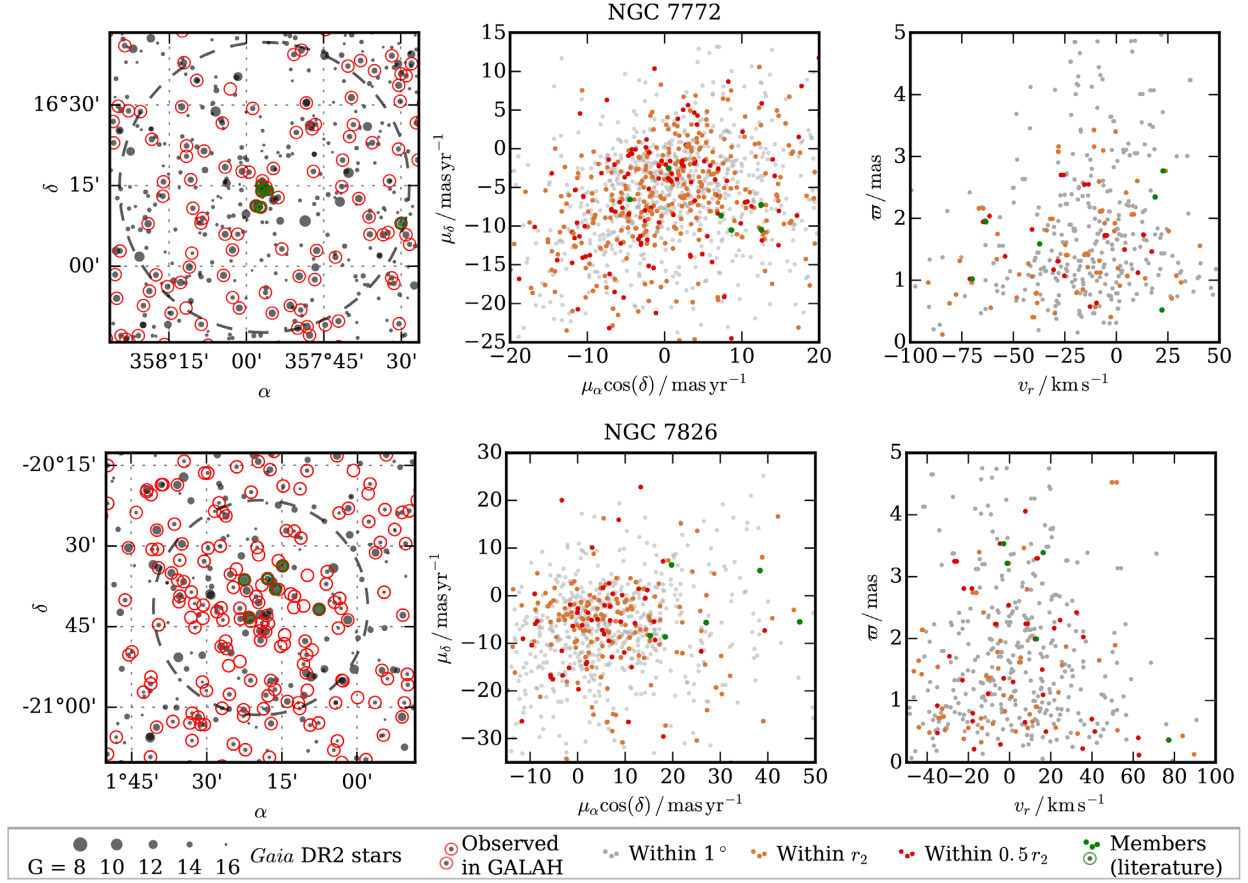 NGC 7772
16°30'
15'
00'
δ
358°15' 00' 357°45' 30'
α
15
10
5
0
−5
−10
−15
−20
−25
μδ / mas yr−1
−20 −10 0 10 20
μα cos(δ) / mas yr−1
5
4
3
2
1
0
ϖ / mas
−100 −75 −50 −25 0 25 50
vr / km s−1
NGC 7826
-20°15'
30'
45'
-21°00'
δ
1°45' 30' 15' 00'
α
30
20
10
0
−10
−20
−30
μδ / mas yr−1
−10 0 10 20 30 40 50
μα cos(δ) / mas yr−1
5
4
3
2
1
0
ϖ / mas
−40 −20 0 20 40 60 80 100
vr / km s−1
G = 8 10 12 14 16
Gaia DR2 stars
Observed
in GALAH
Within 1°
Within r2
Within 0.5 r2
Members
(literature)